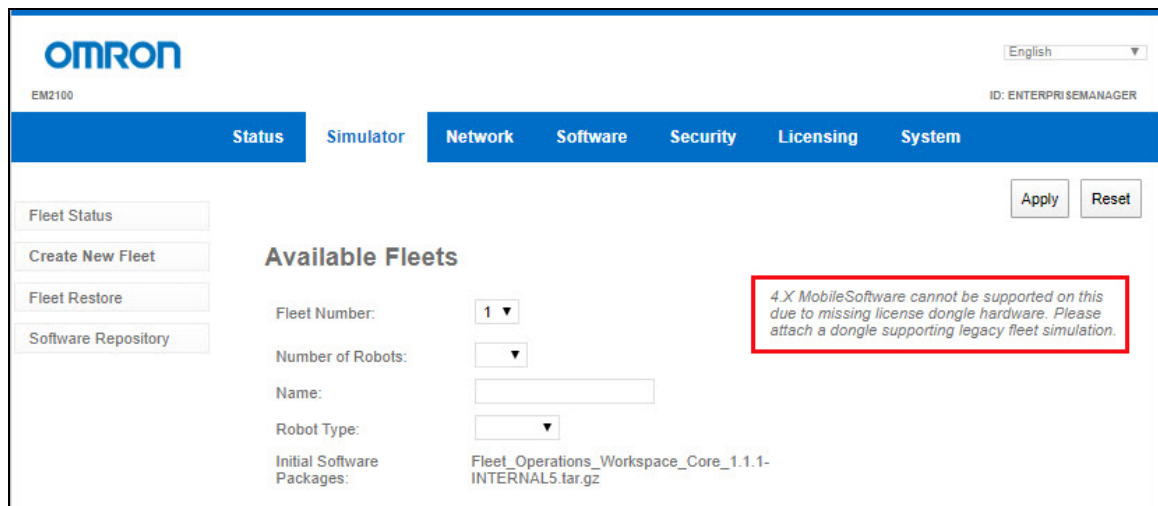 OMRON
English
EM2100
ID: ENTERPRISEMANAGER
Status Simulator Network Software Security Licensing System
Apply Reset
Fleet Status
Create New Fleet
Fleet Restore
Software Repository
Available Fleets
Fleet Number: 1
Number of Robots:
Name:
Robot Type:
Initial Software
Packages:
Fleet_Operations_Workspace_Core_1.1.1-
INTERNAL5.tar.gz
4.X MobileSoftware cannot be supported on this
due to missing license dongle hardware. Please
attach a dongle supporting legacy fleet simulation.